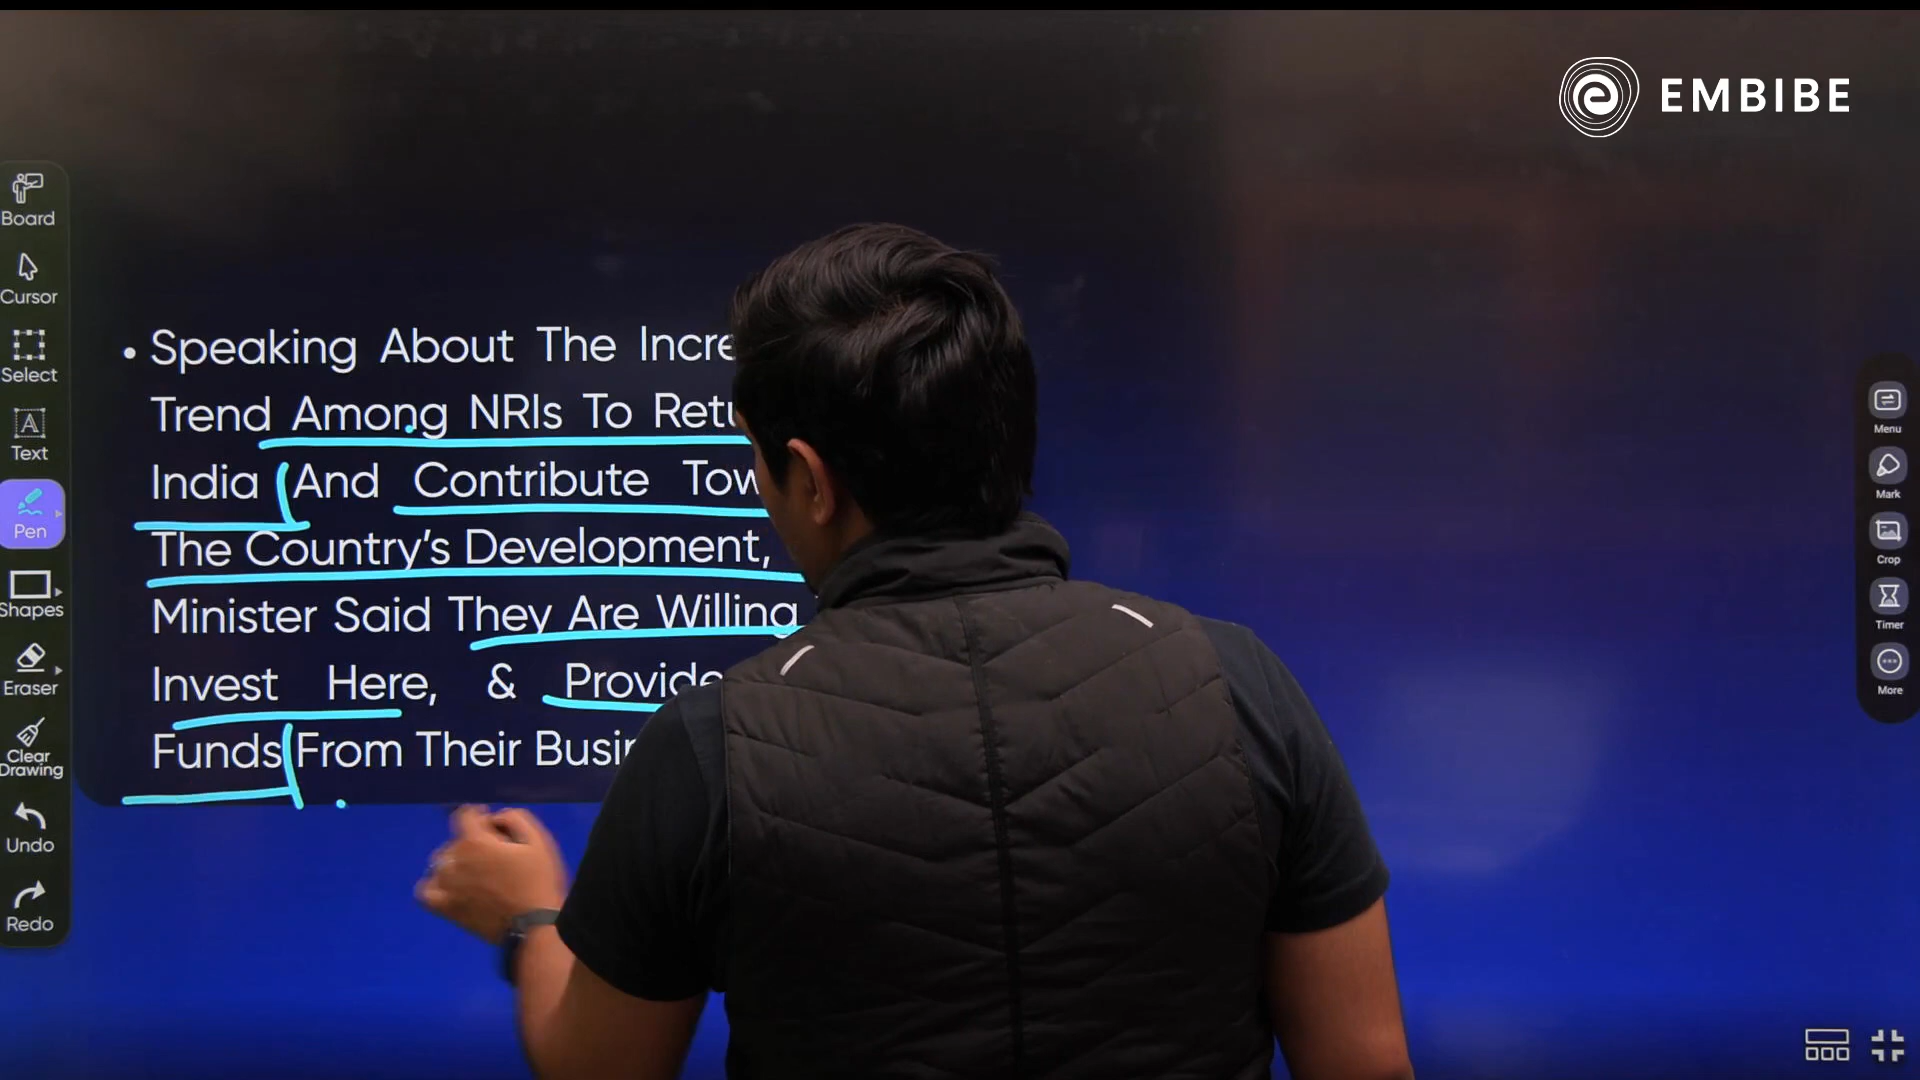 EMBIBE
• Speaking About The
Trend Among NRIs To
India And Contribute
The Country's Development,
Minister Said They Are Willing
Invest Here, & Provide
Funds From Their
Board
Cursor
Select
Text
Pen
Shapes
Eraser
Clear
Drawing
Undo
Redo
Menu
Mark
Crop
Timer
More